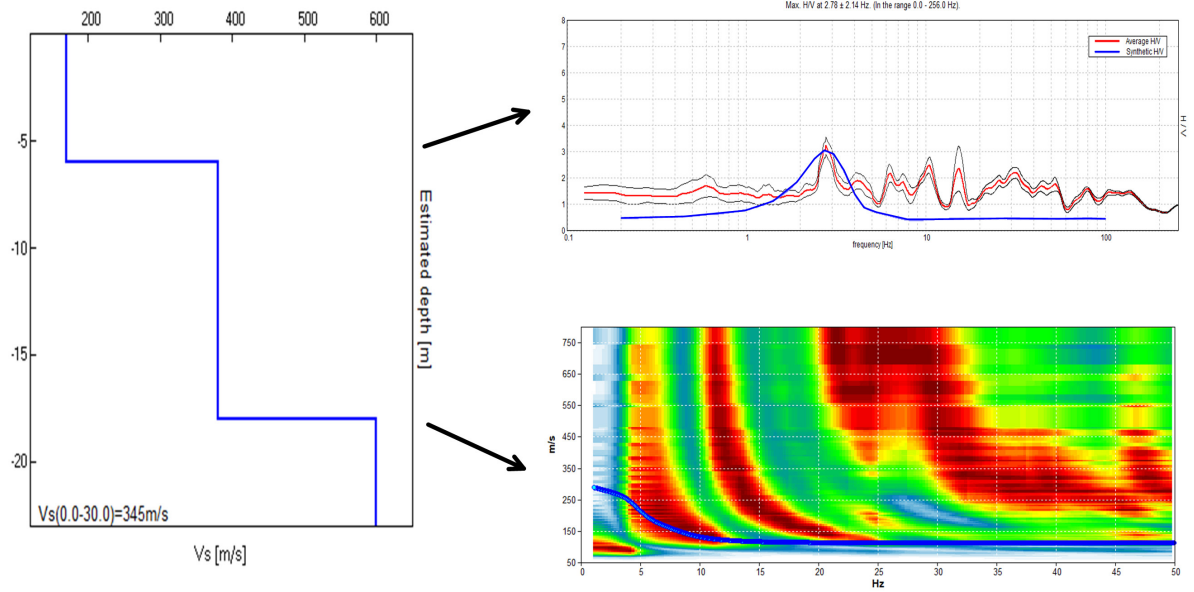 200 300 400 500 600
-5
-10
-15
-20
Estimated depth [m]
Vs(0.0-30.0)=345m/s
Vs [m/s]
Max. H/V at 2.78 ± 2.14 Hz. (In the range 0.0 - 256.0 Hz).
8
7
6
5
4
3
2
1
0
Average H/V
Synthetic H/V
H / V
0.1 1 10 100
frequency [Hz]
750
650
550
450
350
250
150
50
m/s
0 5 10 15 20 25 30 35 40 45 50
Hz